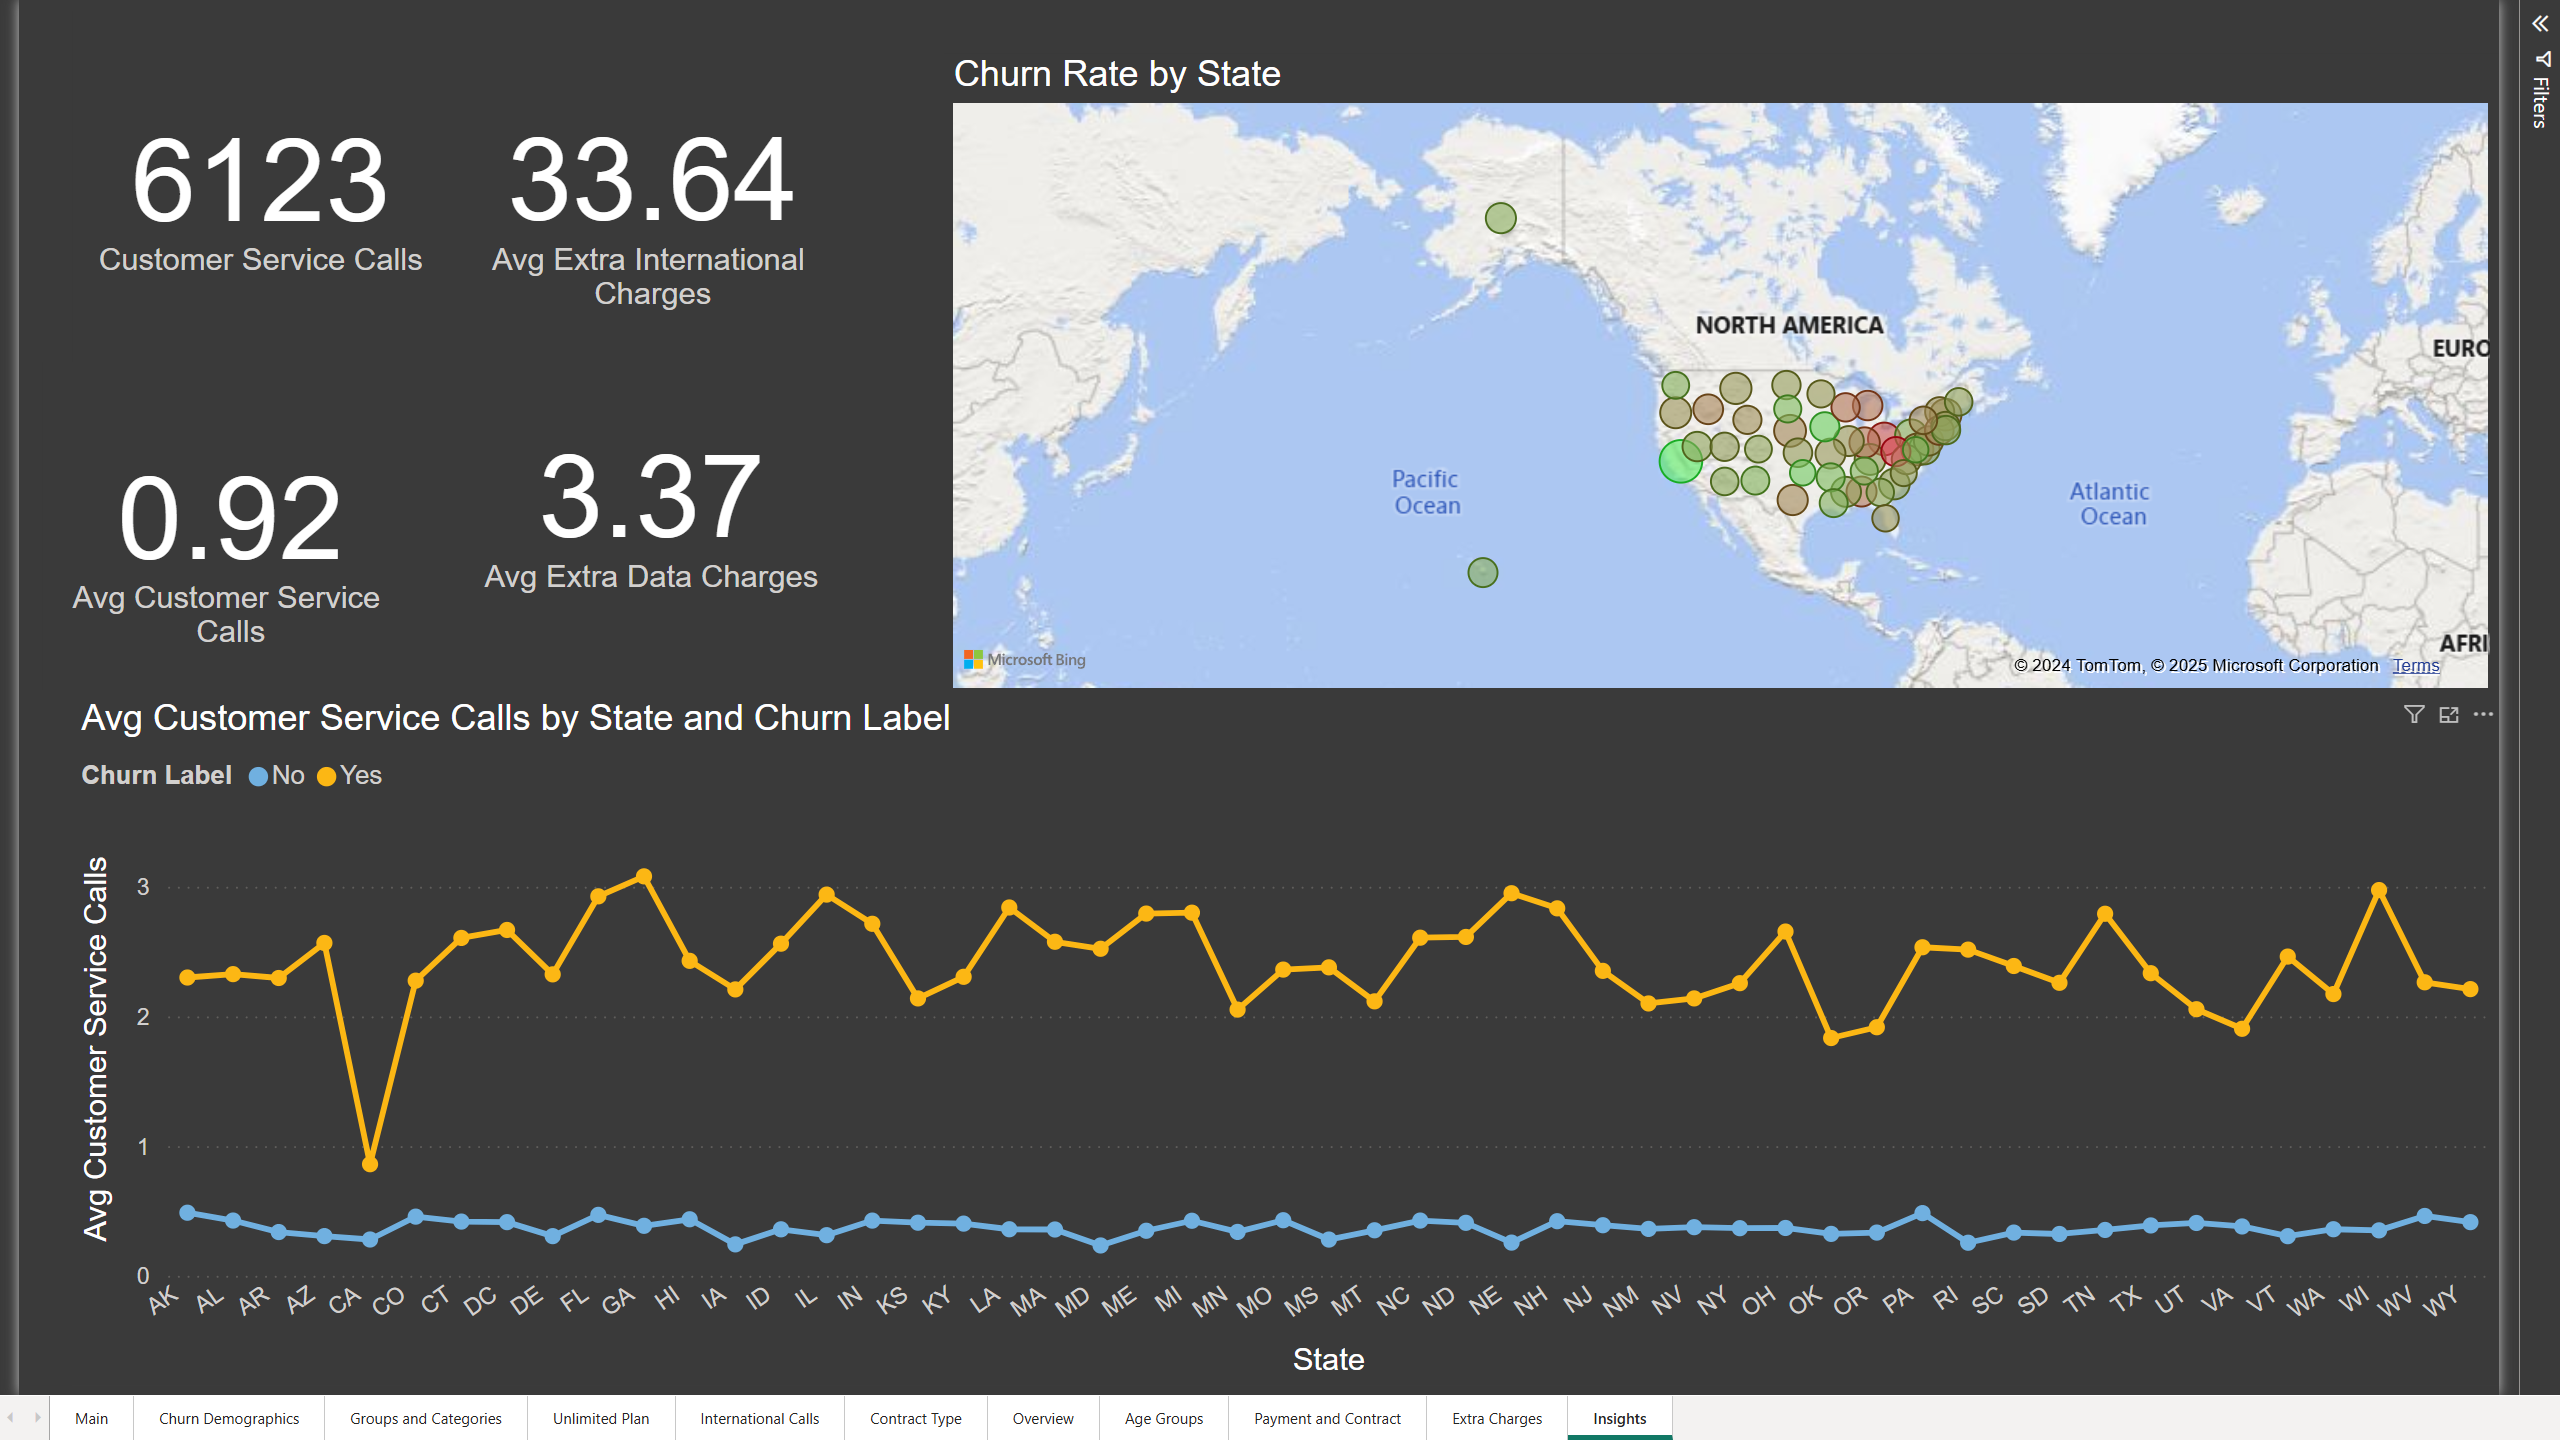 Churn Rate by State
6123
Customer Service Calls
33.64
Avg Extra International
Charges
0.92
Avg Customer Service
Calls
3.37
Avg Extra Data Charges
NORTH AMERICA
EURO
Pacific
Ocean
Atlantic
Ocean
AFRI
Microsoft Bing
© 2024 TomTom, © 2025 Microsoft Corporation Terms
Filters
Avg Customer Service Calls by State and Churn Label
Churn Label No Yes
Avg Customer Service Calls
3
2
1
0
AK AL AR AZ CA CO CT DC DE FL GA HI IA ID IL IN KS KY LA MA MD ME MI MN MO MS MT NC ND NE NH NJ NM NV NY OH OK OR PA RI SC SD TN TX UT VA VT WA WI WV WY
State
Main Churn Demographics Groups and Categories Unlimited Plan International Calls Contract Type Overview Age Groups Payment and Contract Extra Charges Insights